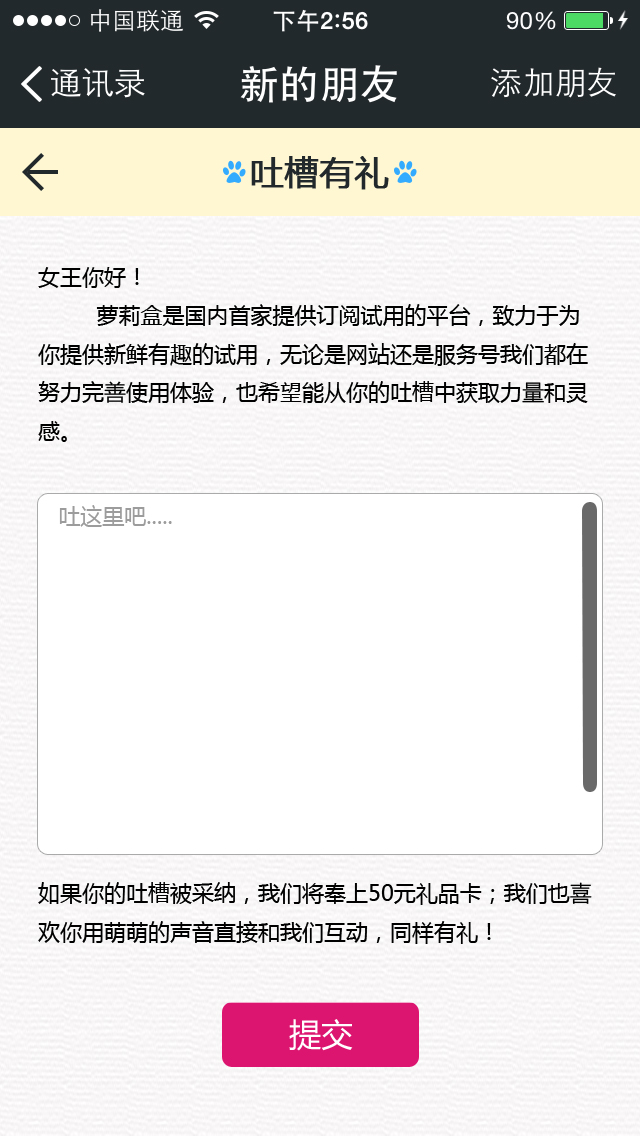 中国联通 下午2:56 90%
通讯录 新的朋友 添加朋友
吐槽有礼
女王你好！
萝莉盒是国内首家提供订阅试用的平台，致力于为
你提供新鲜有趣的试用，无论是网站还是服务号我们都在
努力完善使用体验，也希望能从你的吐槽中获取力量和灵
感。
吐这里吧.....
如果你的吐槽被采纳，我们将奉上50元礼品卡；我们也喜
欢你用萌萌的声音直接和我们互动，同样有礼！
提交